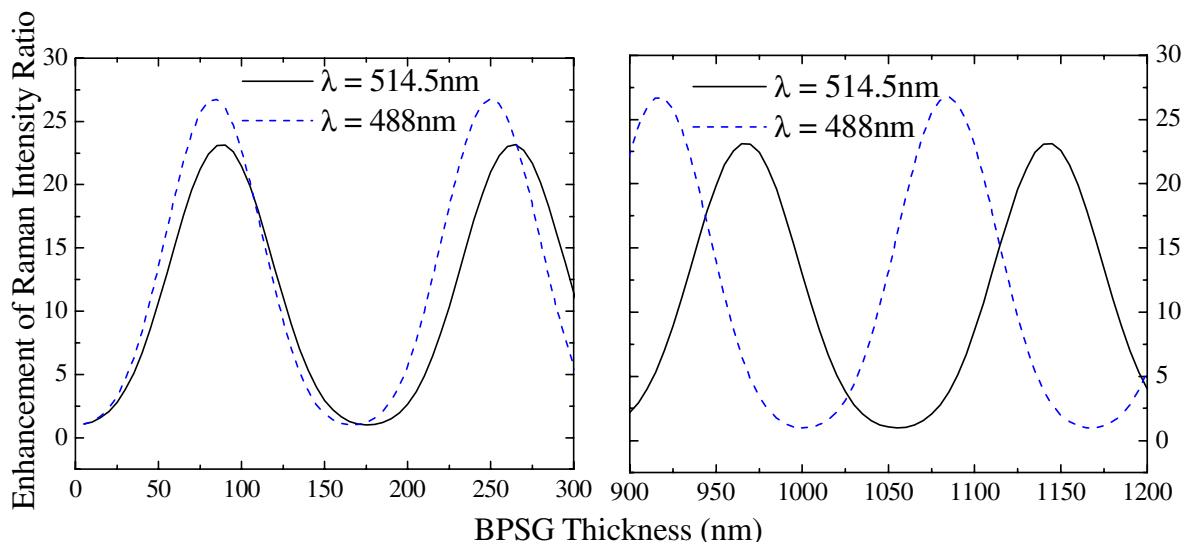 Enhancement of Raman Intensity Ratio
30
25
20
15
10
5
0
λ = 514.5nm
λ = 488nm
0 50 100 150 200 250 300
λ = 514.5nm
λ = 488nm
30
25
20
15
10
5
0
900 950 1000 1050 1100 1150 1200
BPSG Thickness (nm)